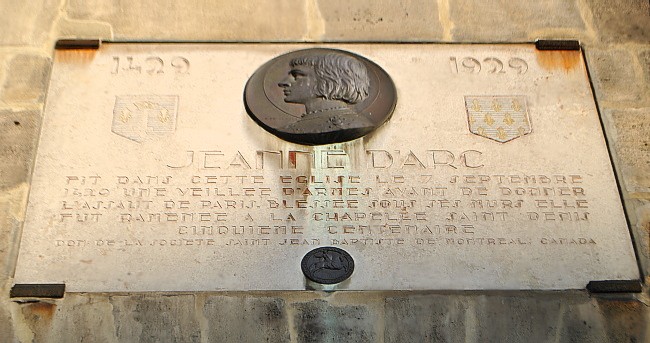 1429 1929
JEANNE D'ARC
FIT DANS CETTE EGLISE LE 7 SEPTEMBRE
1429 UNE VEILLEE D'ARMES AVANT DE DONNER
L'ASSAUT DE PARIS. BLESSEE SOUS SES MURS ELLE
FUT RAMENEE A LA CHAPELLE SAINT DENIS
CINQUIEME CENTENAIRE
DON DE LA SOCIETE SAINT JEAN BAPTISTE DE MONTREAL. CANADA